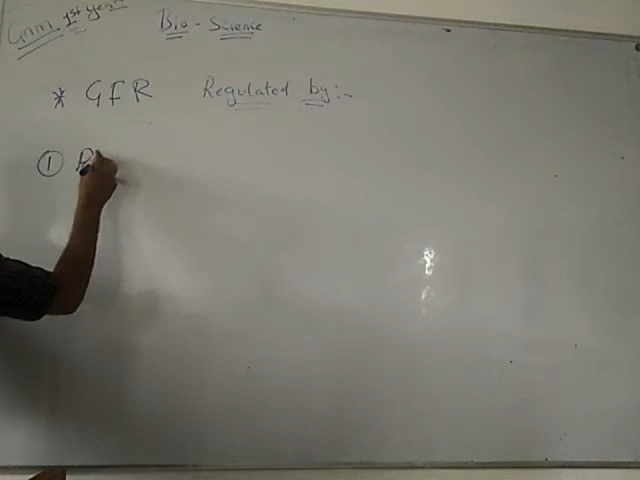 Gnm. 1st year
Bio - Science
* GFR Regulated by:-
①